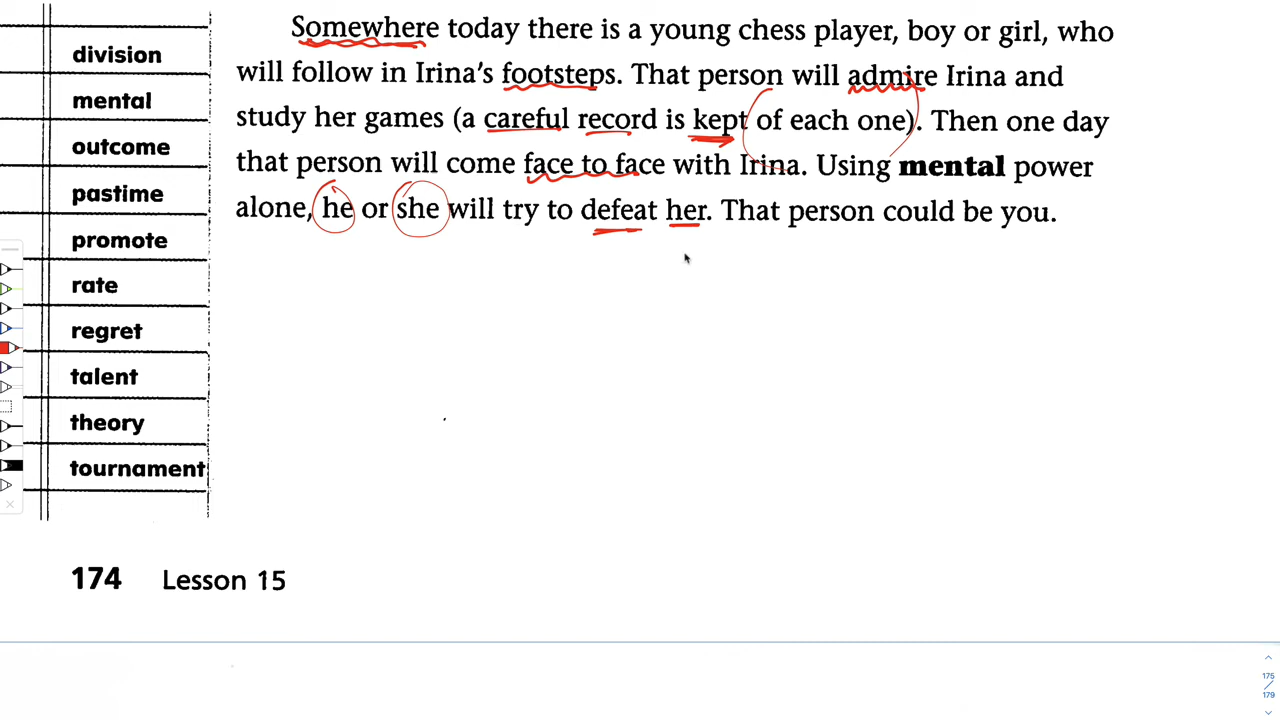 Somewhere today there is a young chess player, boy or girl, who
will follow in Irina's footsteps. That person will admire Irina and
study her games (a careful record is kept of each one). Then one day
that person will come face to face with Irina. Using mental power
alone, he or she will try to defeat her. That person could be you.
division
mental
outcome
pastime
promote
rate
regret
talent
theory
tournament
174 Lesson 15
175
/
179